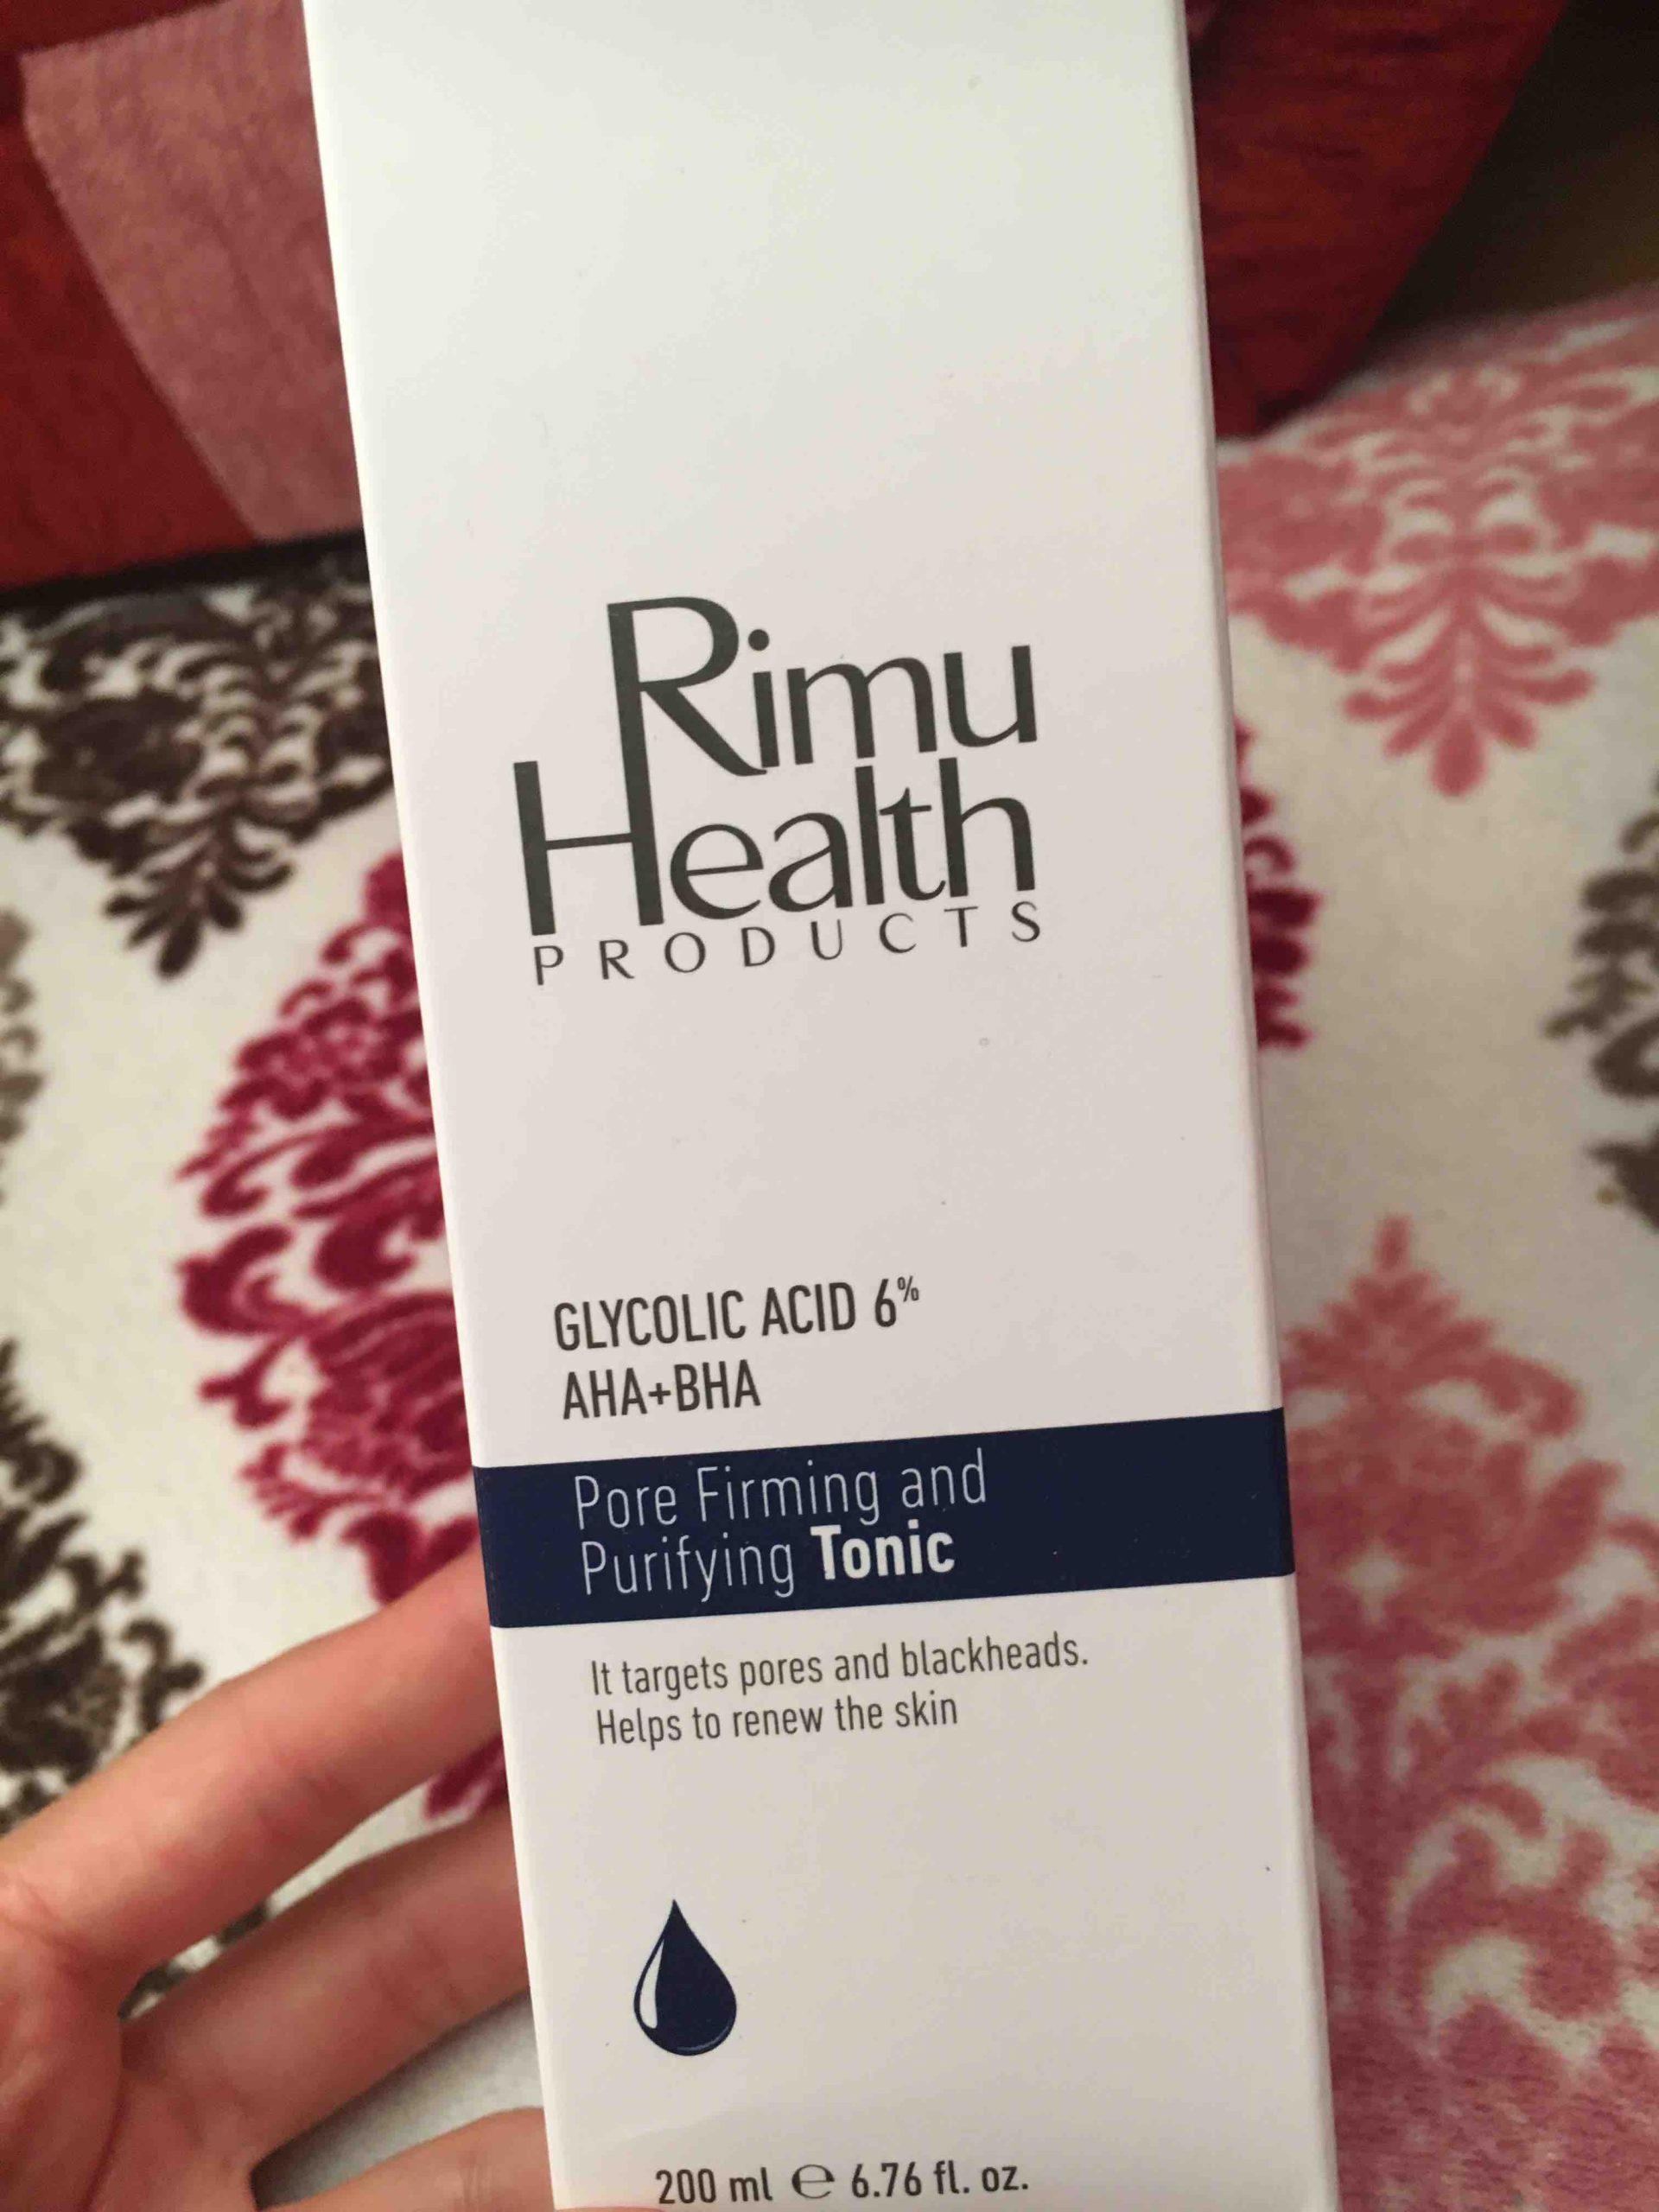 Rimu
Health
PRODUCTS
GLYCOLIC ACID 6%
AHA+BHA
Pore Firming and
Purifying Tonic
It targets pores and blackheads.
Helps to renew the skin
200 ml ℮ 6.76 fl. oz.